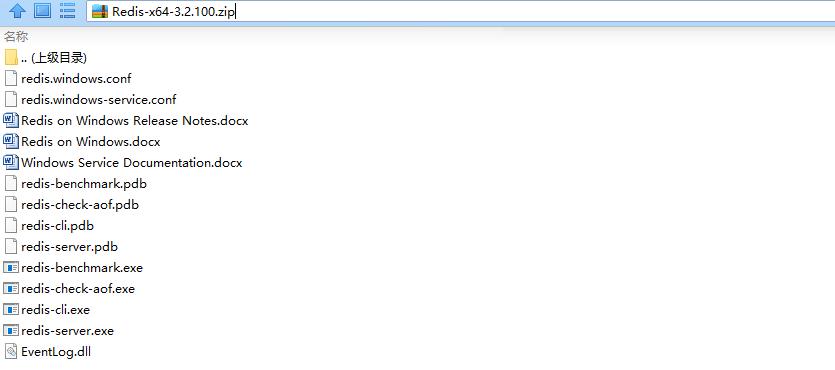 Redis-x64-3.2.100.zip
名称
.. (上级目录)
redis.windows.conf
redis.windows-service.conf
Redis on Windows Release Notes.docx
Redis on Windows.docx
Windows Service Documentation.docx
redis-benchmark.pdb
redis-check-aof.pdb
redis-cli.pdb
redis-server.pdb
redis-benchmark.exe
redis-check-aof.exe
redis-cli.exe
redis-server.exe
EventLog.dll